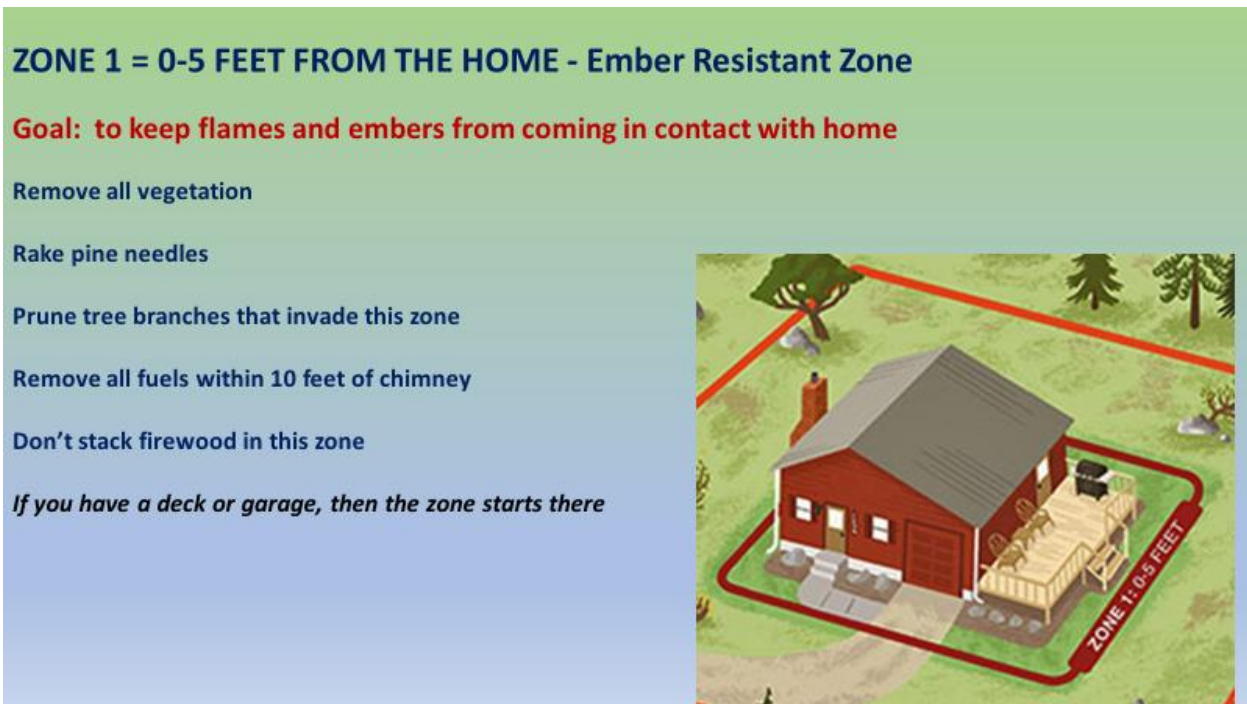 ZONE 1 = 0-5 FEET FROM THE HOME - Ember Resistant Zone
Goal:  to keep flames and embers from coming in contact with home
Remove all vegetation
Rake pine needles
Prune tree branches that invade this zone
Remove all fuels within 10 feet of chimney
Don’t stack firewood in this zone
If you have a deck or garage, then the zone starts there
ZONE 1: 0-5 FEET